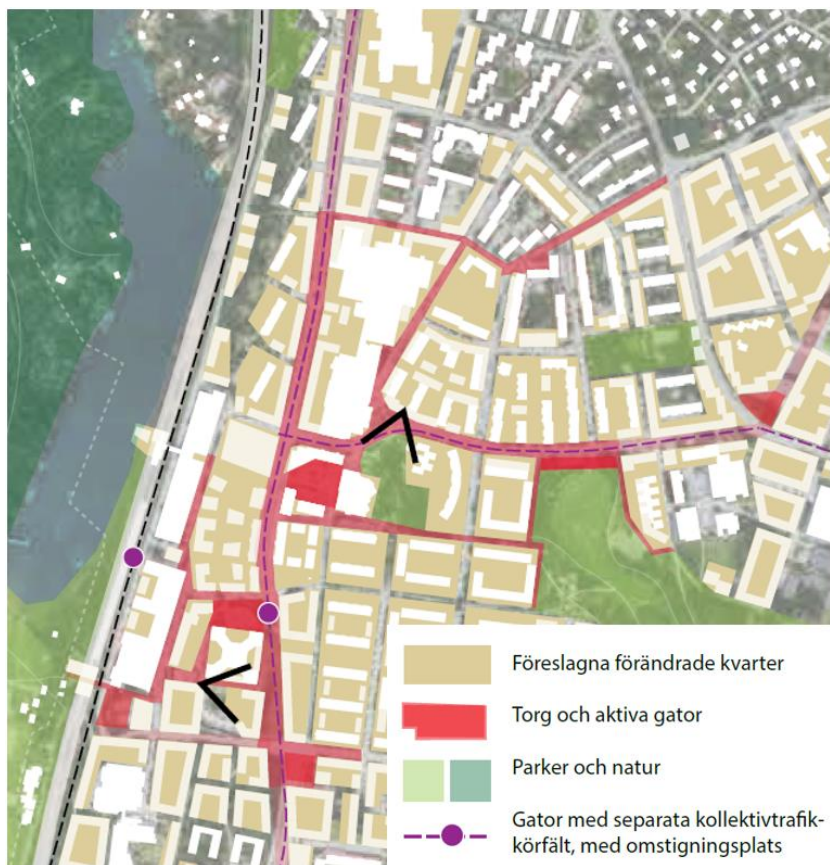 Föreslagna förändrade kvarter
Torg och aktiva gator
Parker och natur
Gator med separata kollektivtrafik-
körfält, med omstigningsplats